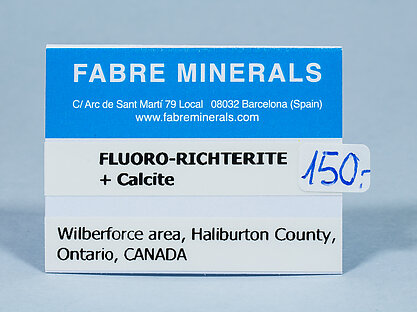 FABRE MINERALS
C/ Arc de Sant Martí 79 Local 08032 Barcelona (Spain)
www.fabreminerals.com
FLUORO-RICHTERITE
+ Calcite
150.-
Wilberforce area, Haliburton County,
Ontario, CANADA